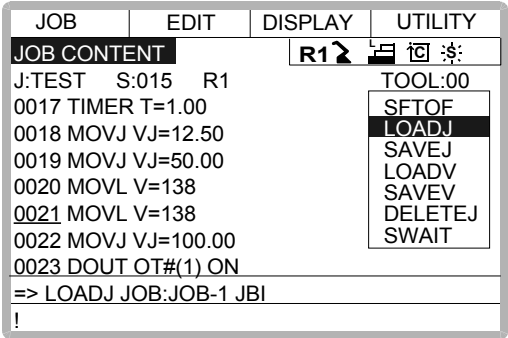 JOB EDIT DISPLAY UTILITY
JOB CONTENT R1 C S
J:TEST S:015 R1 TOOL:00
0017 TIMER T=1.00 SFTOF
0018 MOVJ VJ=12.50 LOADJ
0019 MOVJ VJ=50.00 SAVEJ
0020 MOVL V=138 LOADV
0021 MOVL V=138 SAVEV
0022 MOVJ VJ=100.00 DELETEJ
0023 DOUT OT#(1) ON SWAIT
=> LOADJ JOB:JOB-1 JBI
!